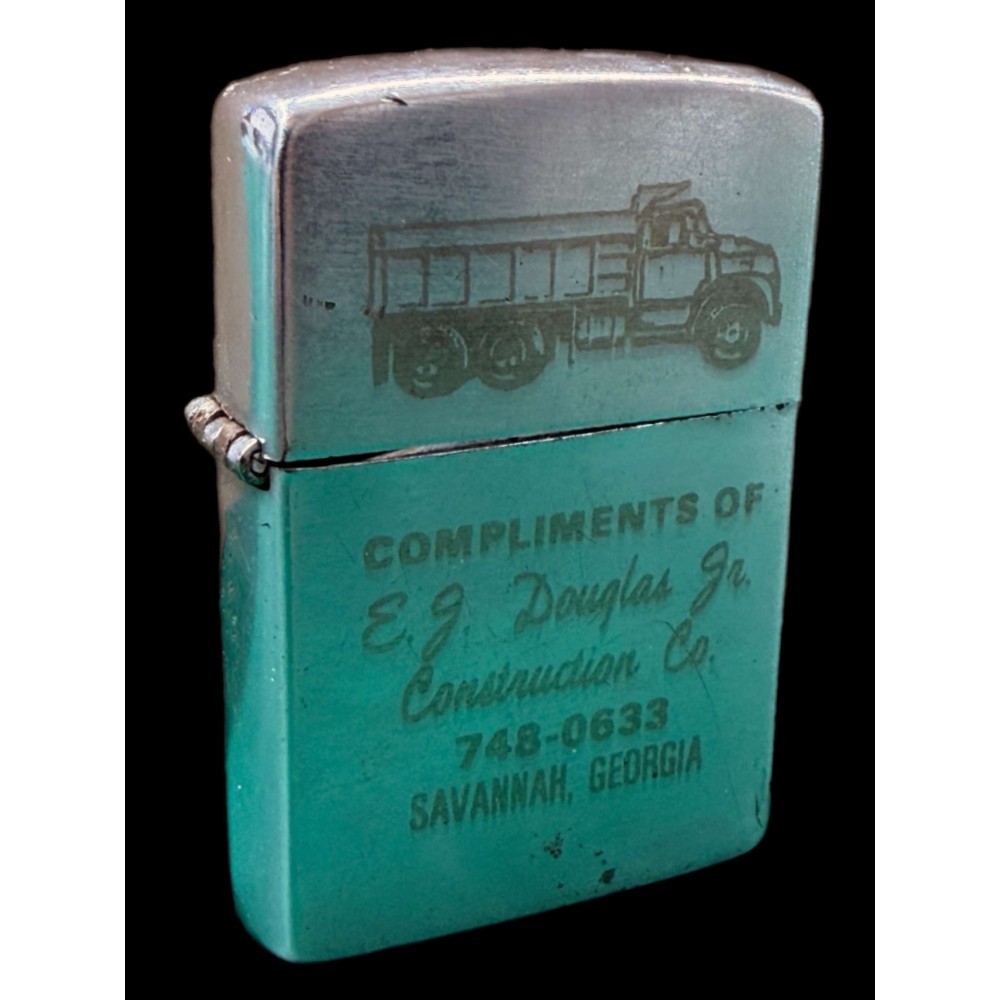 COMPLIMENTS OF
E. J. Douglas Jr.
Construction Co.
748-0633
SAVANNAH, GEORGIA